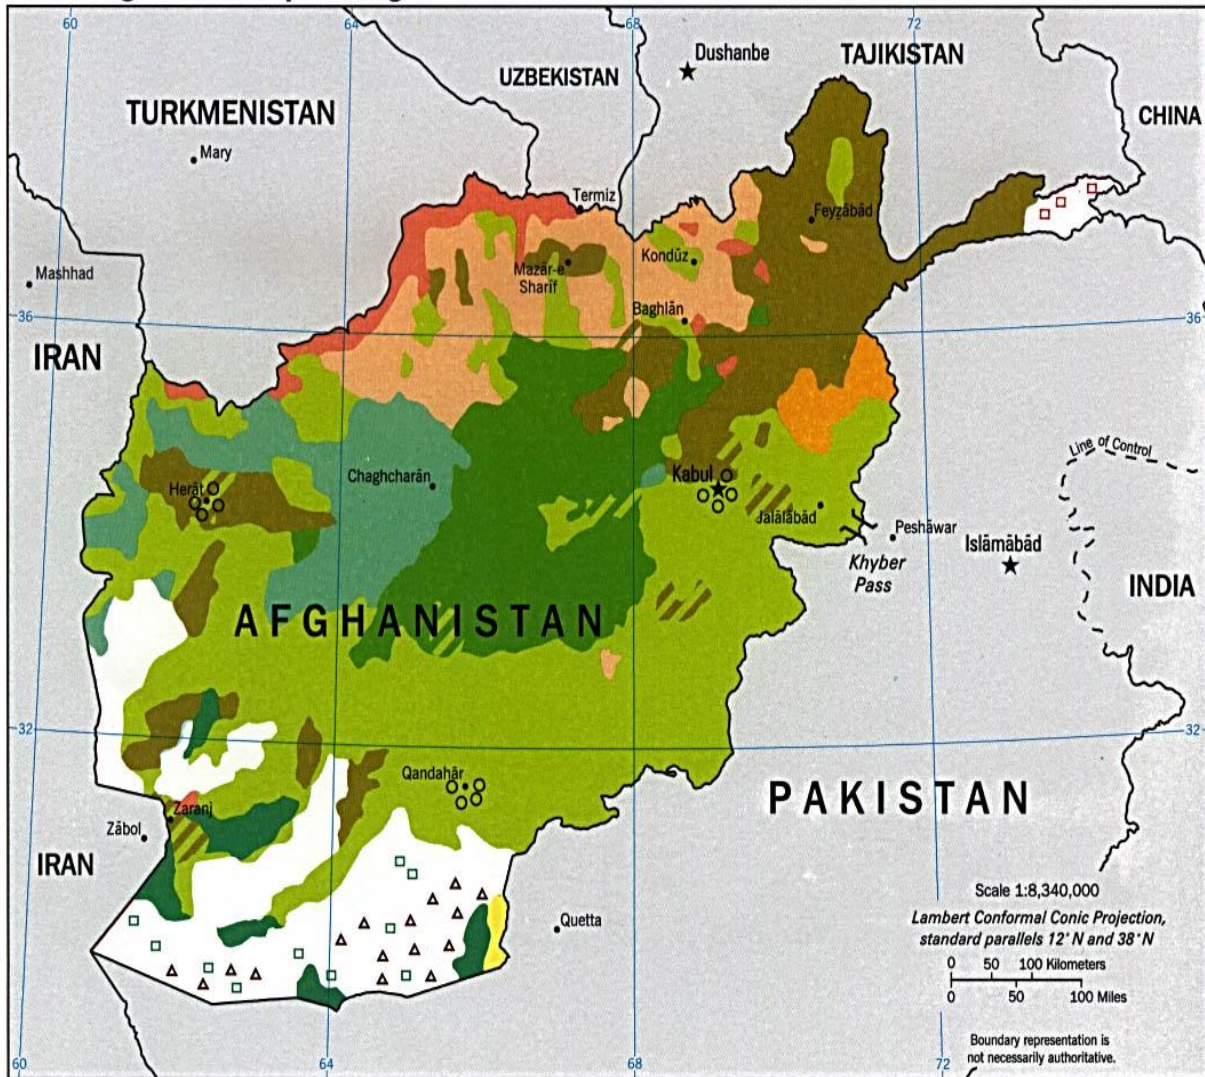 60
64
68
72
Dushanbe
TAJIKISTAN
UZBEKISTAN
TURKMENISTAN
CHINA
Mary
Termiz
Feyẕābād
Mashhad
Mazār-e
Sharīf
Kondūz
Baghlān
36
36
IRAN
Line of Control
Chaghcharān
Kabul
Herāt
Jalālābād
Peshāwar
Islāmābād
Khyber
Pass
INDIA
AFGHANISTAN
32
32
Qandahār
PAKISTAN
Zaranj
Zābol
IRAN
Quetta
Scale 1:8,340,000
Lambert Conformal Conic Projection,
standard parallels 12°N and 38°N
0 50 100 Kilometers
0 50 100 Miles
Boundary representation is
not necessarily authoritative.
60
64
68
72